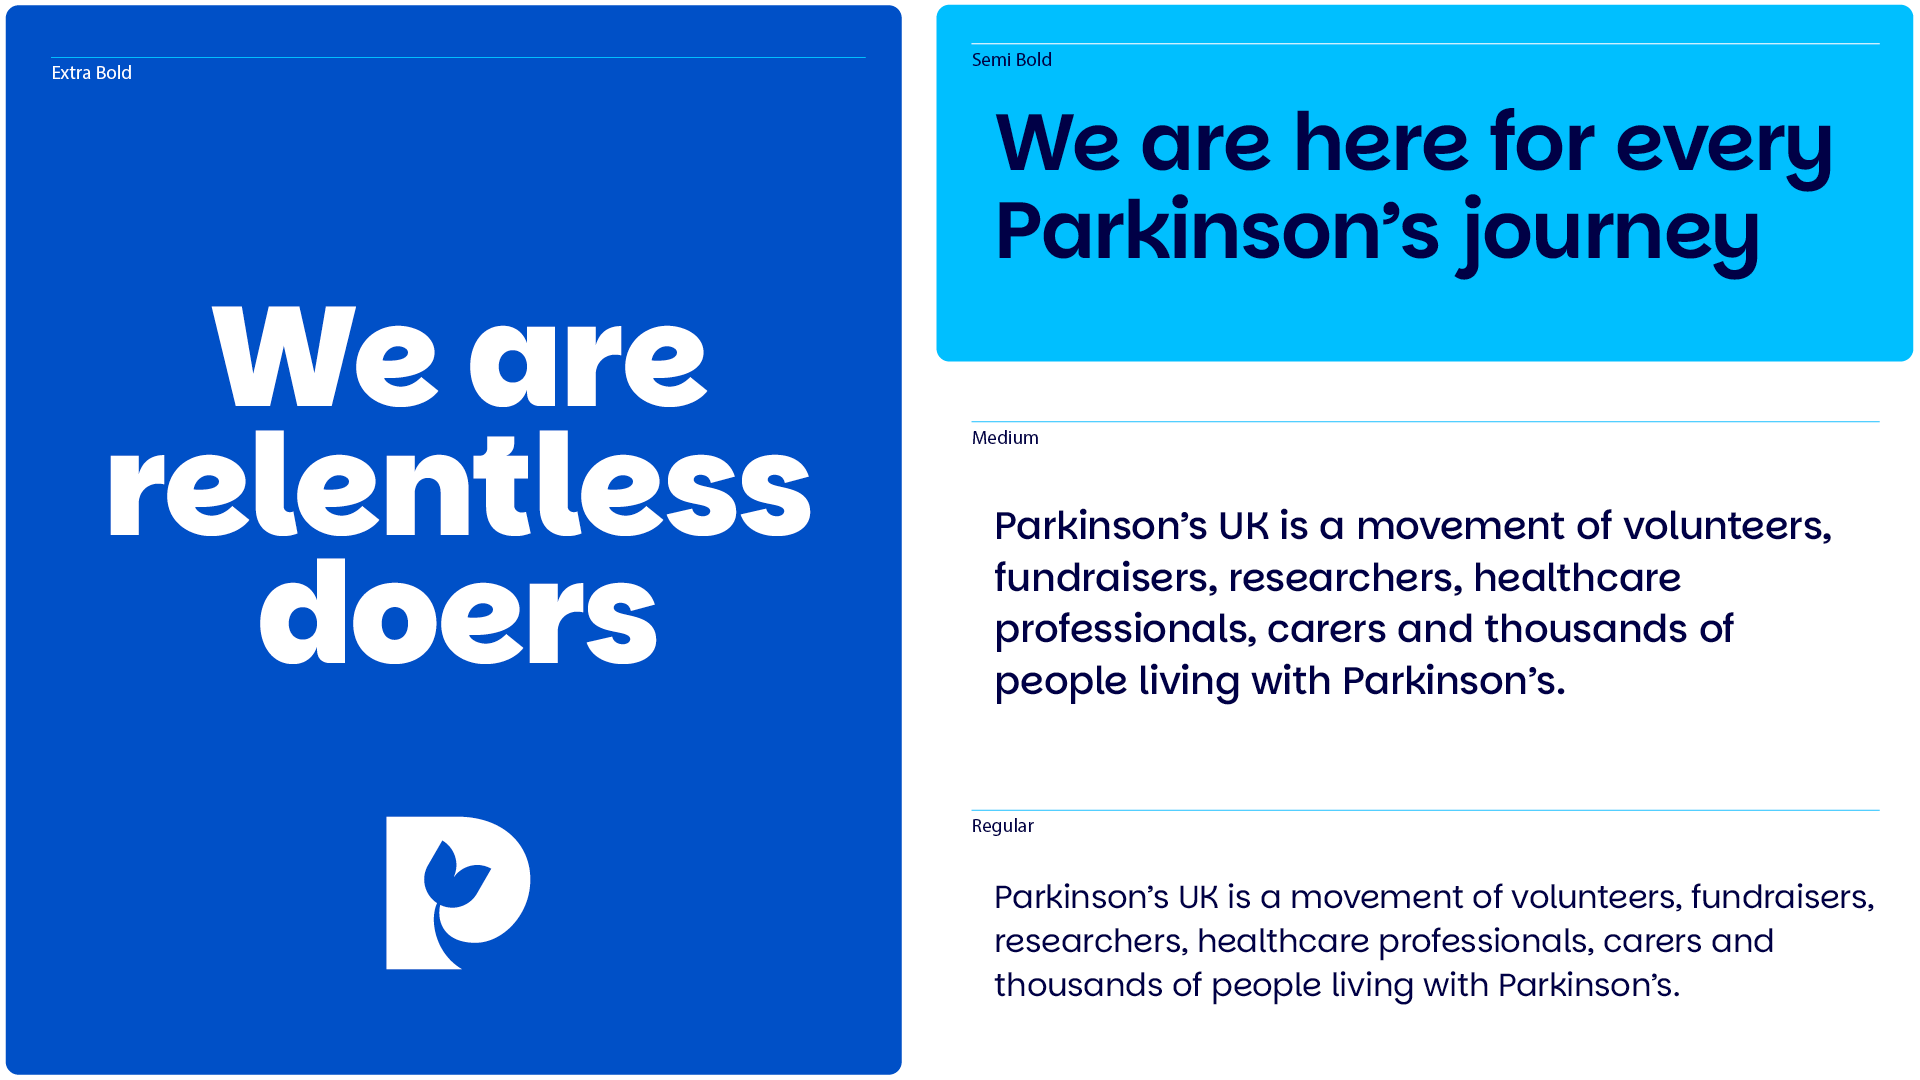 Extra Bold
We are
relentless
doers
P
Semi Bold
We are here for every
Parkinson’s journey
Medium
Parkinson’s UK is a movement of volunteers,
fundraisers, researchers, healthcare
professionals, carers and thousands of
people living with Parkinson’s.
Regular
Parkinson’s UK is a movement of volunteers, fundraisers,
researchers, healthcare professionals, carers and
thousands of people living with Parkinson’s.